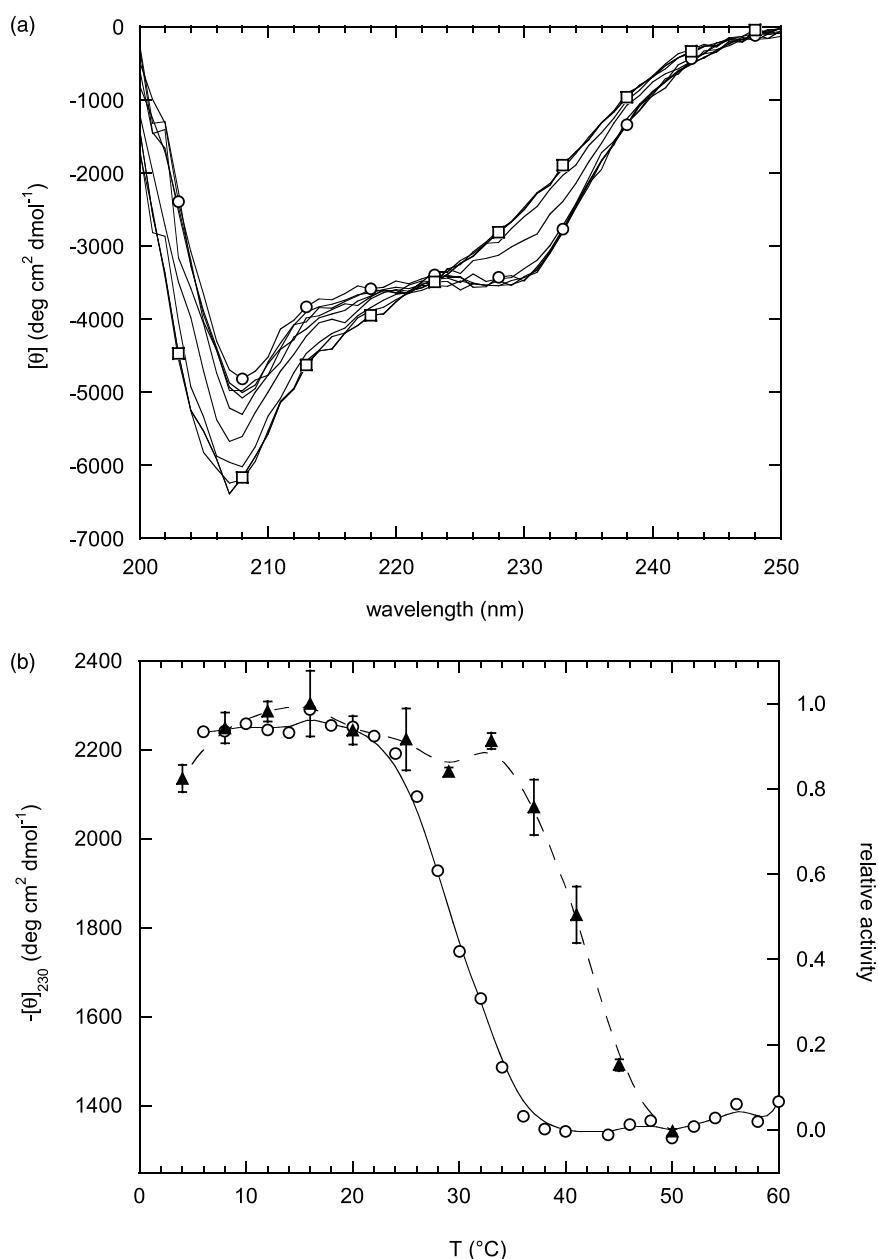 (a)
0
-1000
-2000
-3000
-4000
-5000
-6000
-7000
[θ] (deg cm² dmol⁻¹)
200 210 220 230 240 250
wavelength (nm)
(b)
2400
2200
2000
1800
1600
1400
-[θ]₂₃₀ (deg cm² dmol⁻¹)
1.0
0.8
0.6
0.4
0.2
0.0
relative activity
0 10 20 30 40 50 60
T (°C)